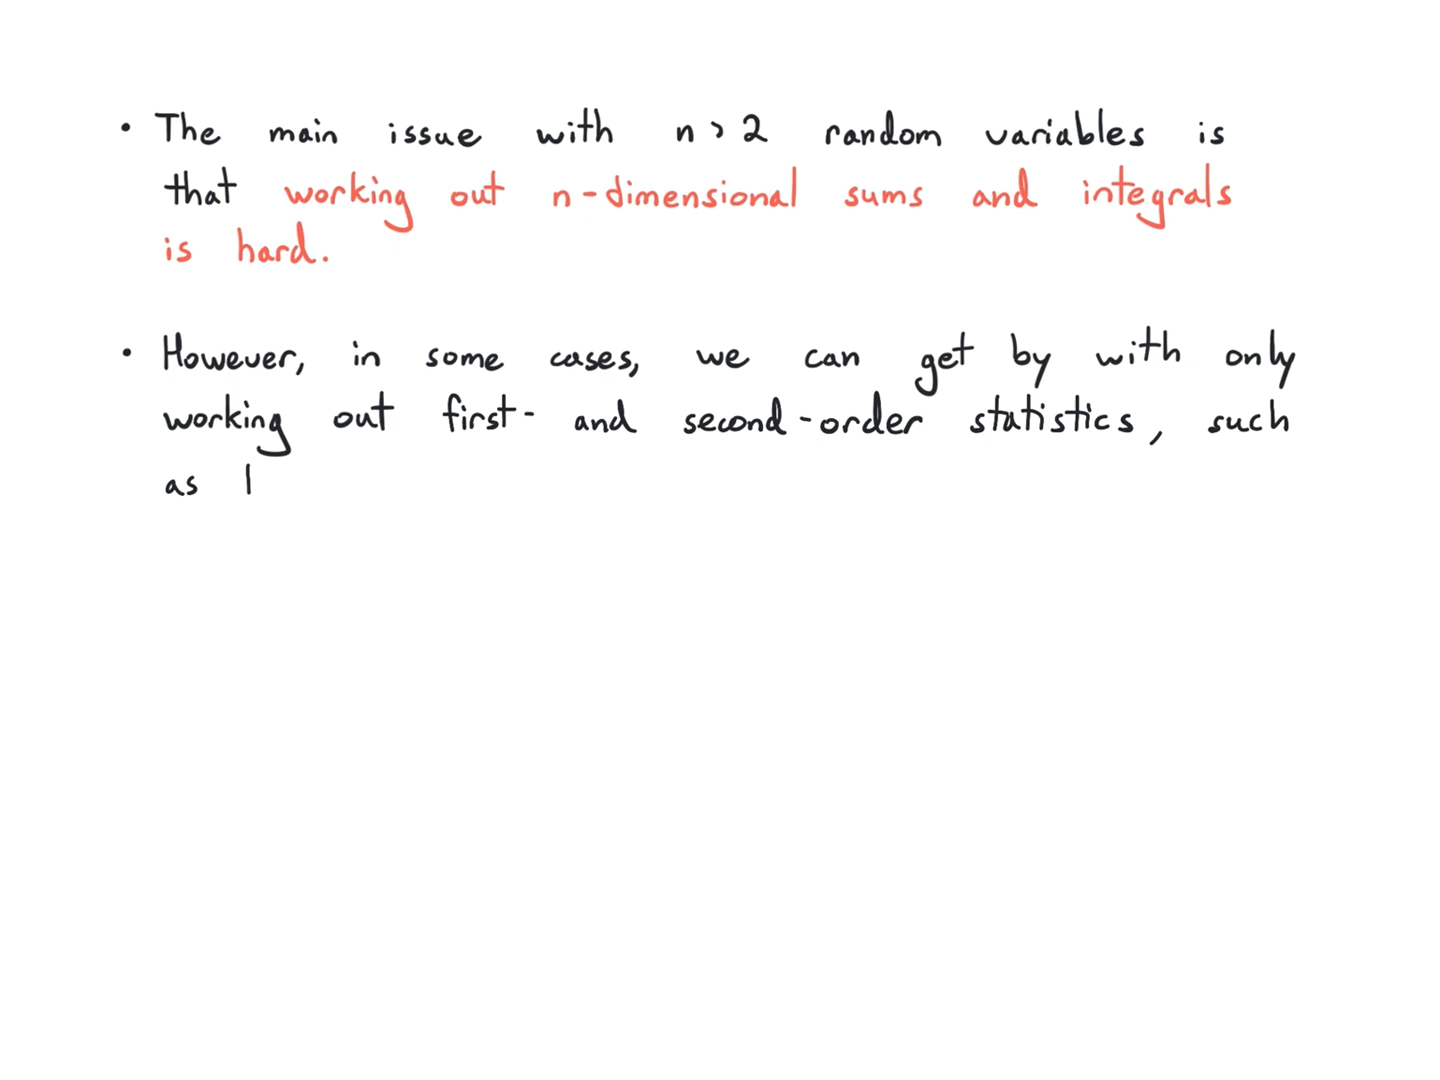 • The main issue with n > 2 random variables is
that working out n-dimensional sums and integrals
is hard.
• However, in some cases, we can get by with only
working out first- and second-order statistics, such
as